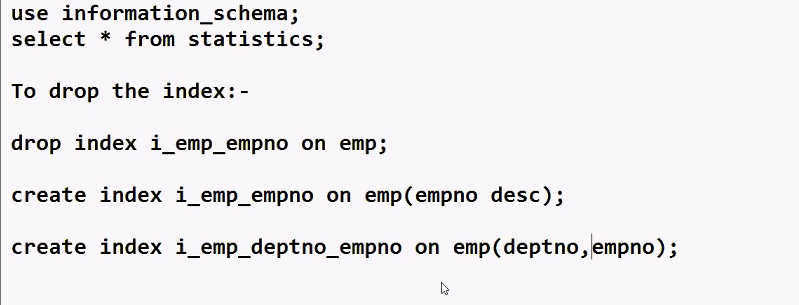 use information_schema;
select * from statistics;
To drop the index:-
drop index i_emp_empno on emp;
create index i_emp_empno on emp(empno desc);
create index i_emp_deptno_empno on emp(deptno,empno);